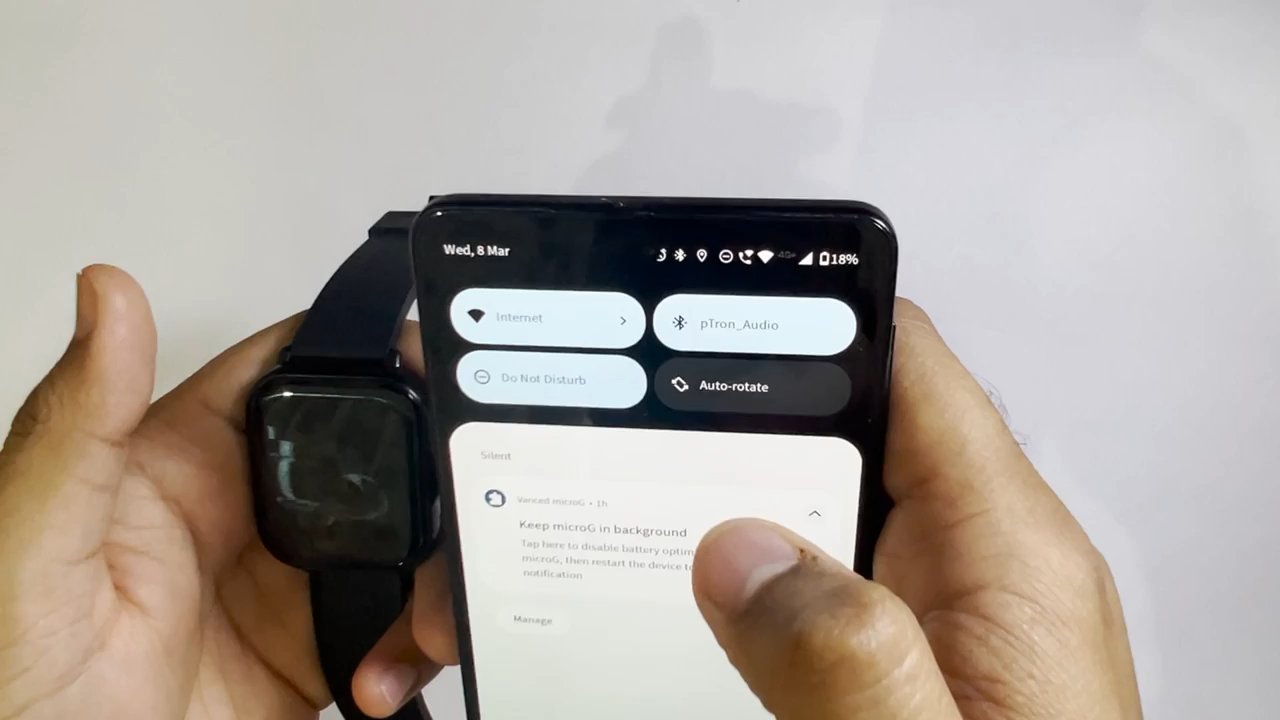 Wed, 8 Mar
4G+ 18%
Internet
pTron_Audio
Do Not Disturb
Auto-rotate
Silent
Vanced microG • 1h
Keep microG in background
Tap here to disable battery optim
microG, then restart the device t
notification
Manage